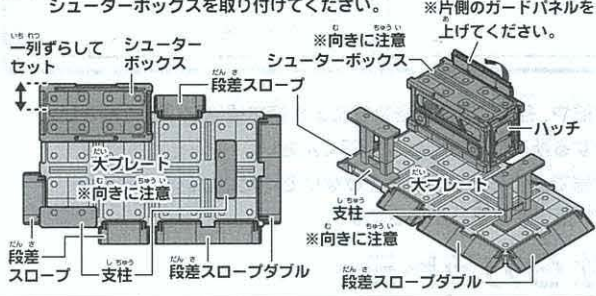 シューターボックスを取り付けてください。
※片側のガードパネルを
上げてください。
※向きに注意
シューターボックス
一列ずらして
セット
シューター
ボックス
段差スロープ
ハッチ
大プレート
※向きに注意
大プレート
支柱
※向きに注意
段差
スロープ
支柱
段差スロープダブル
段差スロープダブル